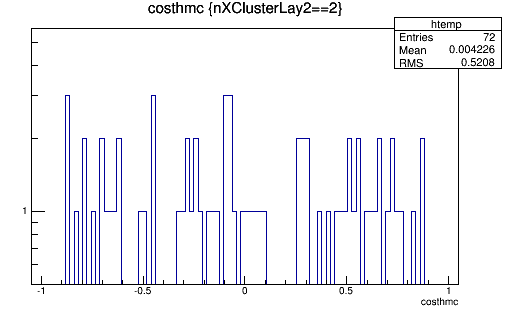 costhmc {nXClusterLay2==2}
htemp
Entries 72
Mean 0.004226
RMS 0.5208
1
-1 -0.5 0 0.5 1
costhmc